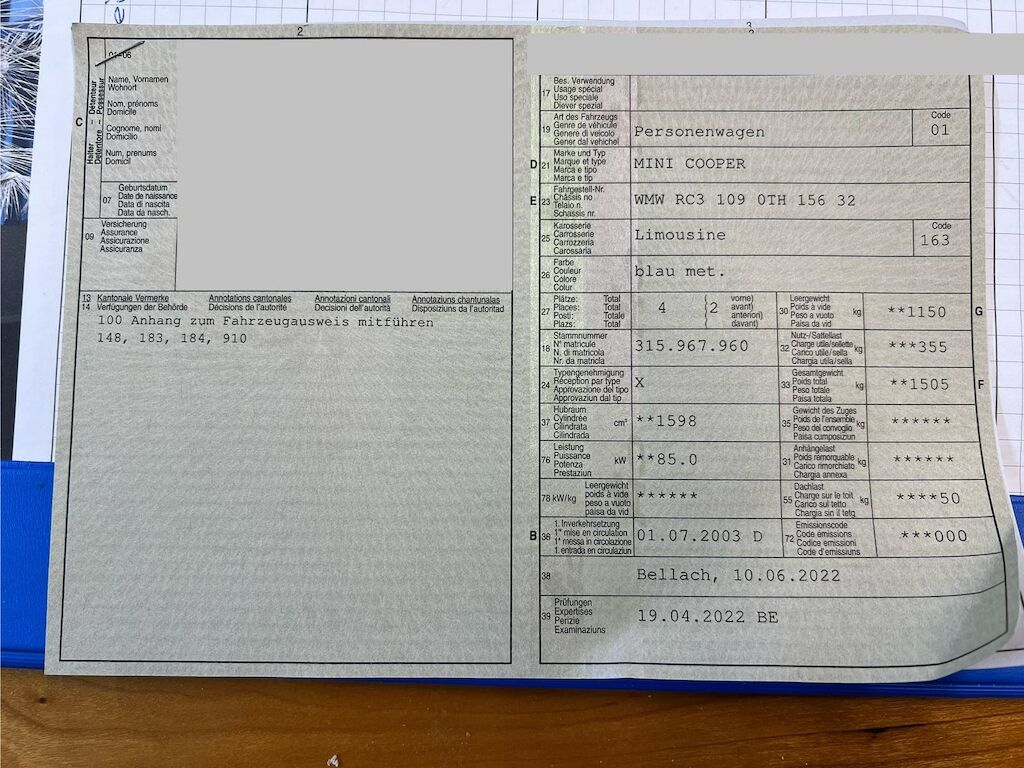 2
01-06
C
Halter – Détenteur
Detentore – Possessur
Name, Vornamen
Wohnort
Nom, prénoms
Domicile
Cognome, nomi
Domicilio
Num, prenums
Domicil
07
Geburtsdatum
Date de naissance
Data di nascita
Data da nasch.
09
Versicherung
Assurance
Assicurazione
Assicuranza
13 Kantonale Vermerke Annotations cantonales Annotazioni cantonali Annotaziuns chantunalas
14 Verfügungen der Behörde Décisions de l'autorité Decisioni dell'autorità Disposiziuns da l'autoritad
100 Anhang zum Fahrzeugausweis mitführen
148, 183, 184, 910
17
Bes. Verwendung
Usage spécial
Uso speciale
Diever spezial
19
Art des Fahrzeugs
Genre de véhicule
Genere di veicolo
Gener dal vehichel
Personenwagen
Code
01
D 21
Marke und Typ
Marque et type
Marca e tipo
Marca e tip
MINI COOPER
E 23
Fahrgestell-Nr.
Châssis no
Telaio n.
Schassis nr.
WMW RC3 109 0TH 156 32
25
Karosserie
Carrosserie
Carrozzeria
Carossaria
Limousine
Code
163
26
Farbe
Couleur
Colore
Colur
blau met.
27
Plätze: Total
Places: Total
Posti: Totale
Plazs: Total
4
2
vorne)
avant)
anteriori)
davant)
30
Leergewicht
Poids à vide
Peso a vuoto
Paisa da vid
kg
**1150
G
18
Stammnummer
N° matricule
N. di matricola
Nr. da matricla
315.967.960
32
Nutz-/Sattellast
Charge utile/sellette
Carico utile/sella
Chargia utila/sella
kg
***355
24
Typengenehmigung
Réception par type
Approvazione del tipo
Approvaziun dal tip
X
33
Gesamtgewicht
Poids total
Peso totale
Paisa totala
kg
**1505
F
37
Hubraum
Cylindrée
Cilindrata
Cilindrada
cm³
**1598
35
Gewicht des Zuges
Poids de l'ensemble
Peso del convoglio
Paisa cumposiziun
kg
******
76
Leistung
Puissance
Potenza
Prestaziun
kW
**85.0
31
Anhängelast
Poids remorquable
Carico rimorchiato
Chargia annexa
kg
******
78 kW/kg
Leergewicht
poids à vide
peso a vuoto
paisa da vid
******
55
Dachlast
Charge sur le toit
Carico sul tetto
Chargia sin il tetg
kg
****50
B 36
1. Inverkehrsetzung
1re mise en circulation
1a messa in circolazione
1. entrada en circulaziun
01.07.2003 D
72
Emissionscode
Code émissions
Codice emissioni
Code d'emissiuns
***000
38
Bellach, 10.06.2022
39
Prüfungen
Expertises
Perizie
Examinaziuns
19.04.2022 BE